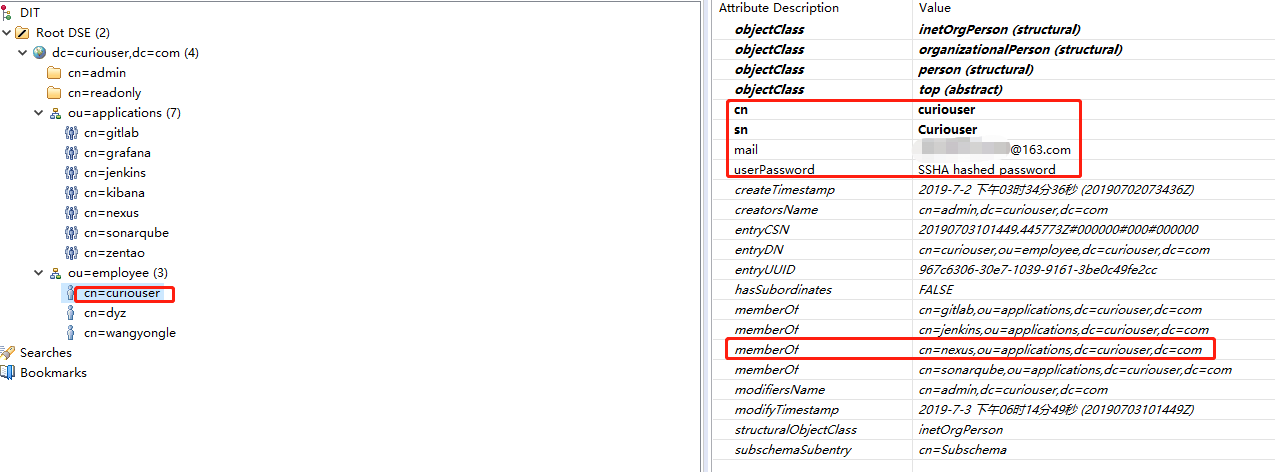 DIT
Root DSE (2)
dc=curiouser,dc=com (4)
cn=admin
cn=readonly
ou=applications (7)
cn=gitlab
cn=grafana
cn=jenkins
cn=kibana
cn=nexus
cn=sonarqube
cn=zentao
ou=employee (3)
cn=curiouser
cn=dyz
cn=wangyongle
Searches
Bookmarks
Attribute Description Value
objectClass inetOrgPerson (structural)
objectClass organizationalPerson (structural)
objectClass person (structural)
objectClass top (abstract)
cn curiouser
sn Curiouser
mail @163.com
userPassword SSHA hashed password
createTimestamp 2019-7-2 下午03时34分36秒 (20190702073436Z)
creatorsName cn=admin,dc=curiouser,dc=com
entryCSN 20190703101449.445773Z#000000#000#000000
entryDN cn=curiouser,ou=employee,dc=curiouser,dc=com
entryUUID 967c6306-30e7-1039-9161-3be0c49fe2cc
hasSubordinates FALSE
memberOf cn=gitlab,ou=applications,dc=curiouser,dc=com
memberOf cn=jenkins,ou=applications,dc=curiouser,dc=com
memberOf cn=nexus,ou=applications,dc=curiouser,dc=com
memberOf cn=sonarqube,ou=applications,dc=curiouser,dc=com
modifiersName cn=admin,dc=curiouser,dc=com
modifyTimestamp 2019-7-3 下午06时14分49秒 (20190703101449Z)
structuralObjectClass inetOrgPerson
subschemaSubentry cn=Subschema